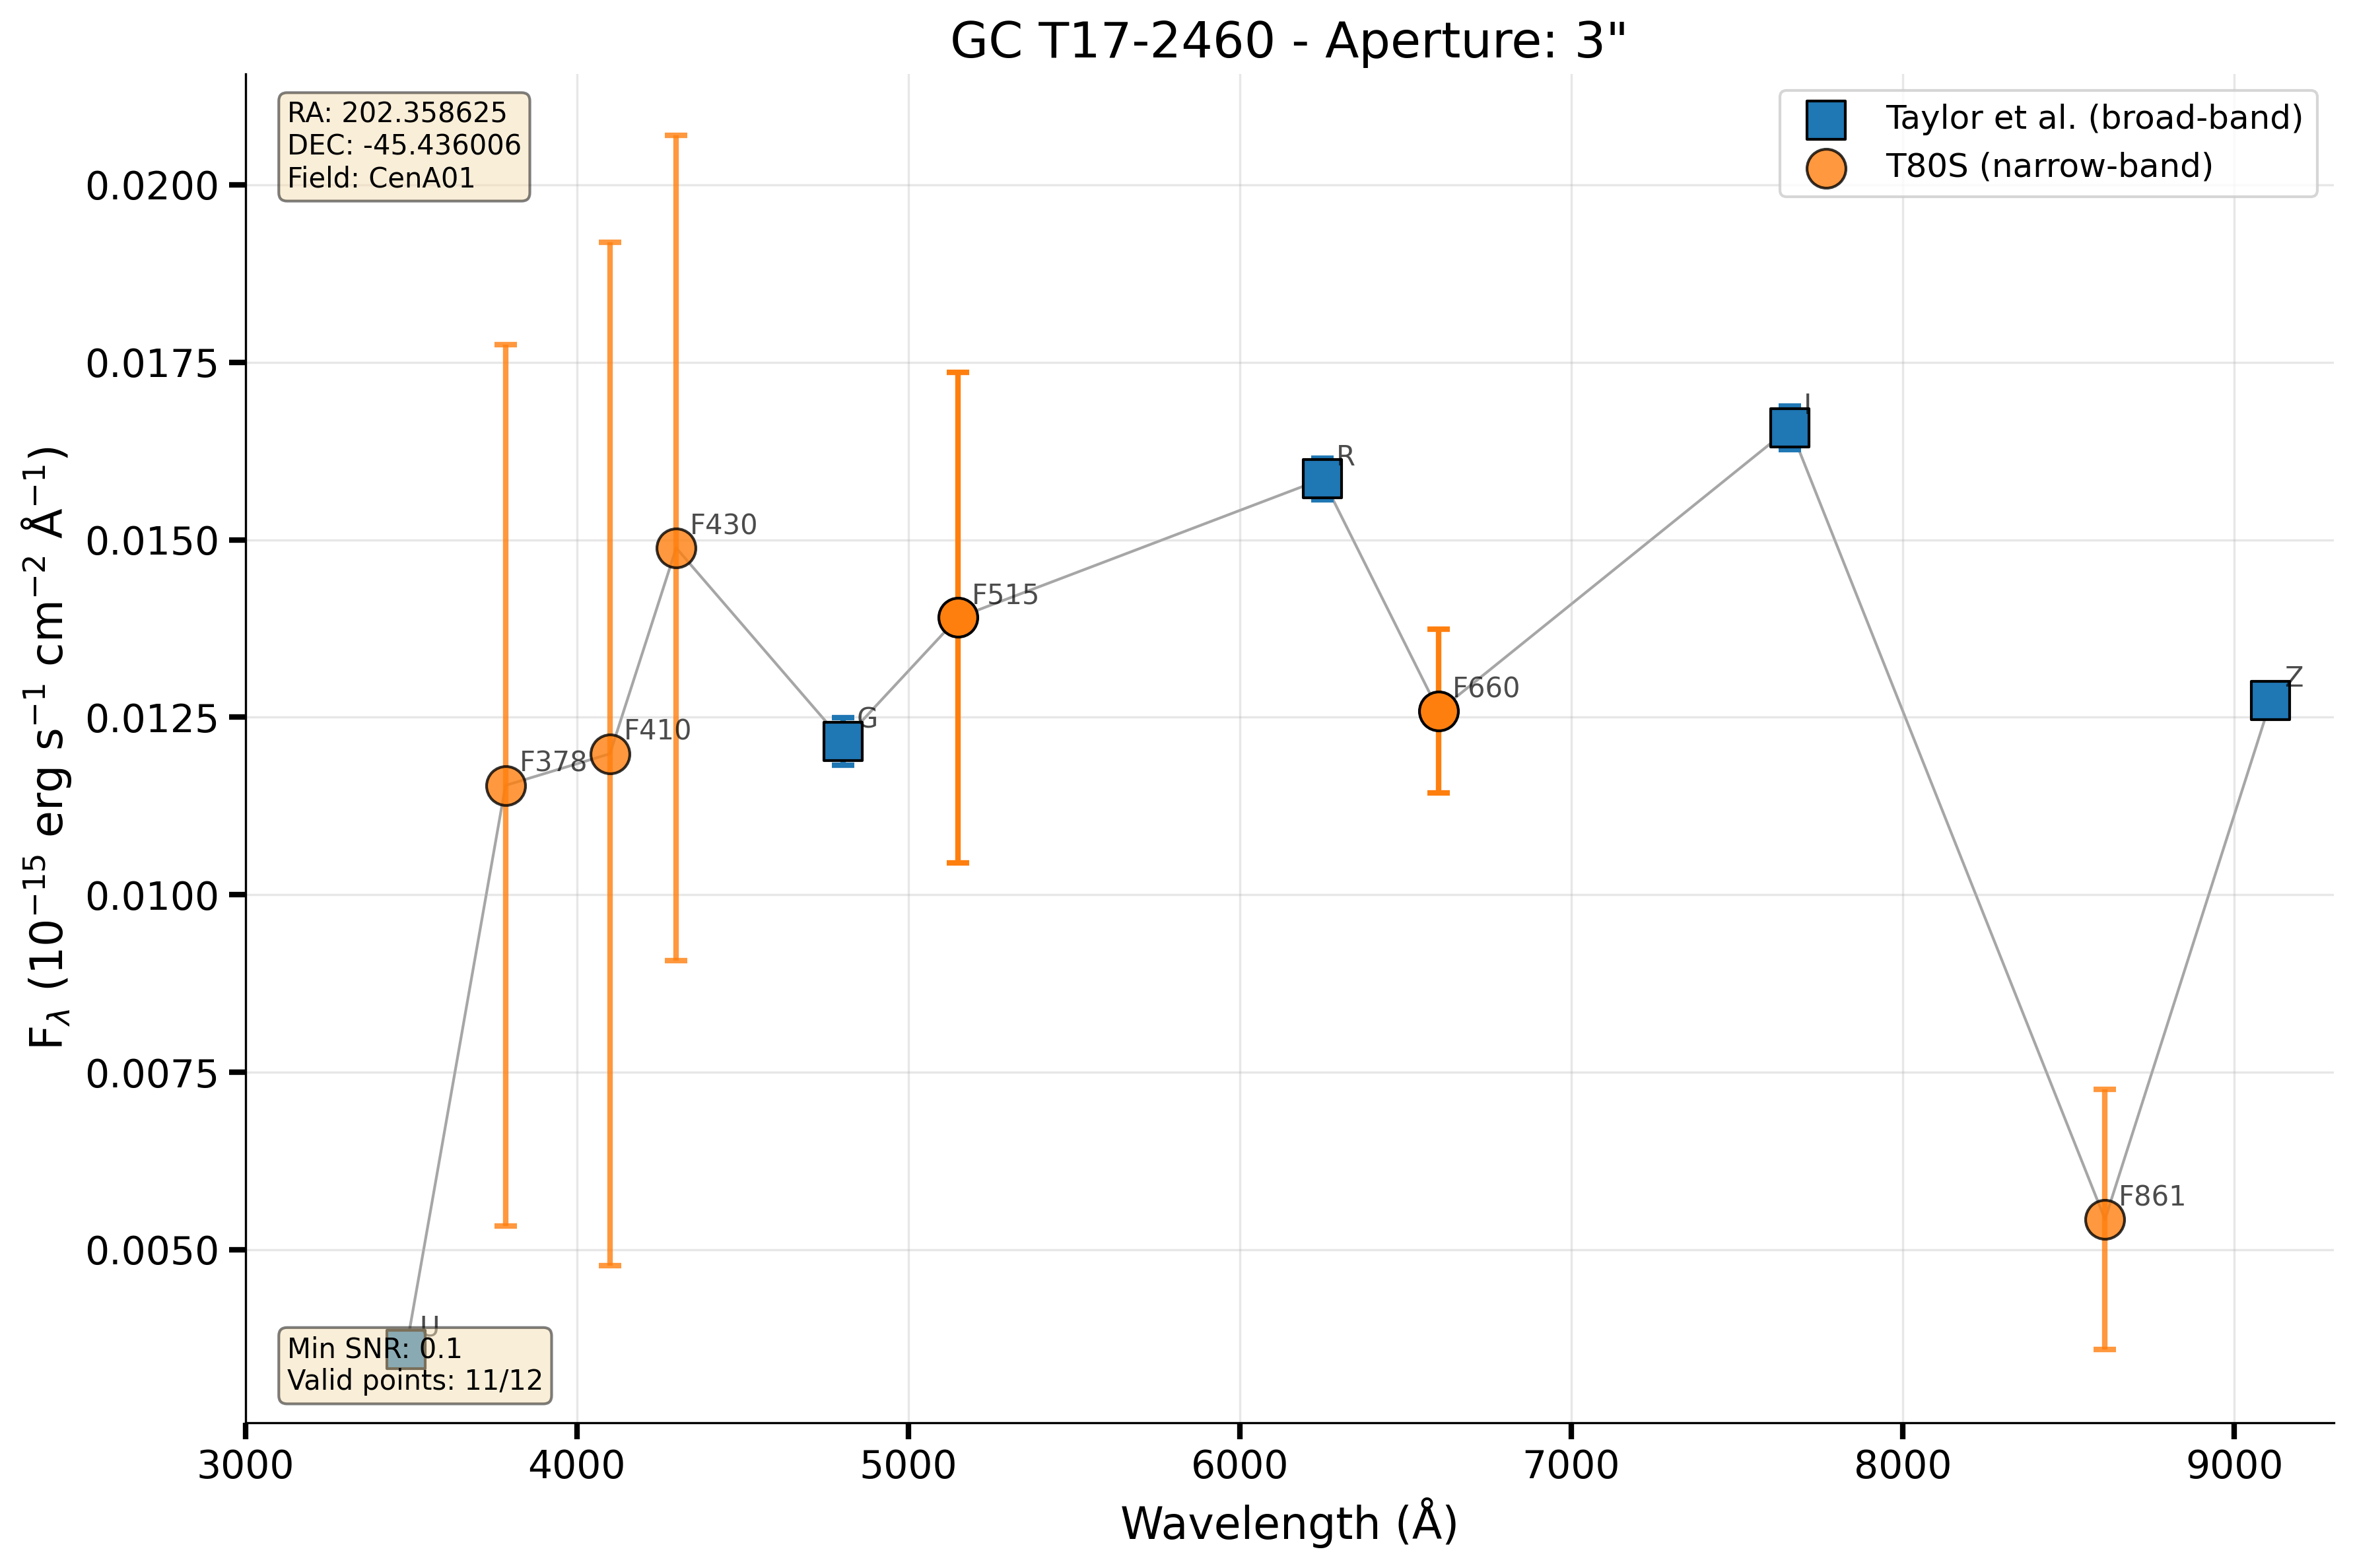 GC T17-2460 - Aperture: 3"
RA: 202.358625
DEC: -45.436006
Field: CenA01
Taylor et al. (broad-band)
T80S (narrow-band)
0.0200
0.0175
0.0150
0.0125
0.0100
0.0075
0.0050
F_λ (10⁻¹⁵ erg s⁻¹ cm⁻² Å⁻¹)
U
F378
F410
F430
G
F515
R
F660
I
F861
Z
Min SNR: 0.1
Valid points: 11/12
3000 4000 5000 6000 7000 8000 9000
Wavelength (Å)